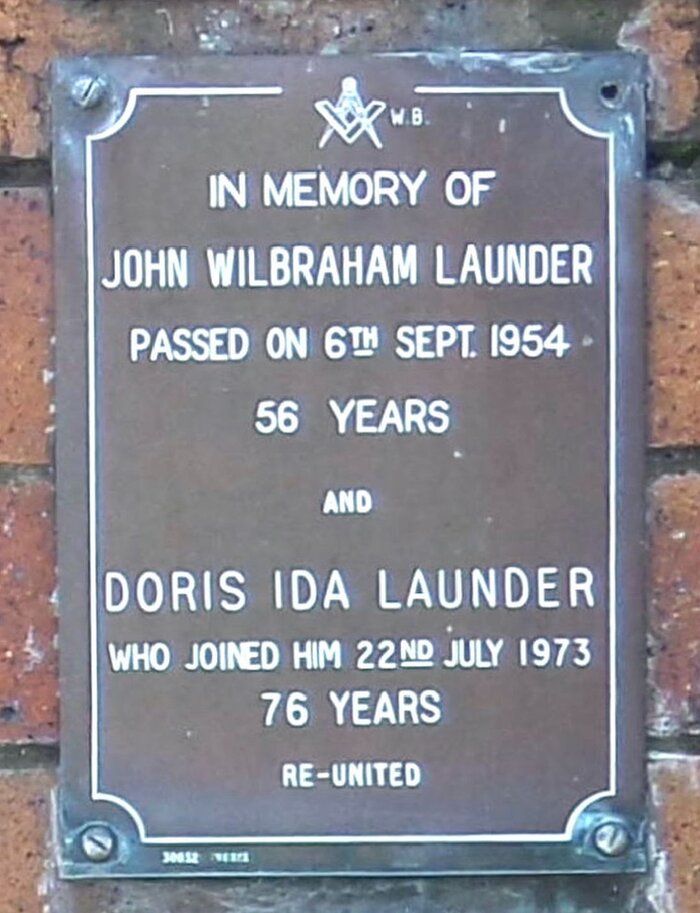 W.B.
IN MEMORY OF
JOHN WILBRAHAM LAUNDER
PASSED ON 6TH SEPT. 1954
56 YEARS
AND
DORIS IDA LAUNDER
WHO JOINED HIM 22ND JULY 1973
76 YEARS
RE-UNITED